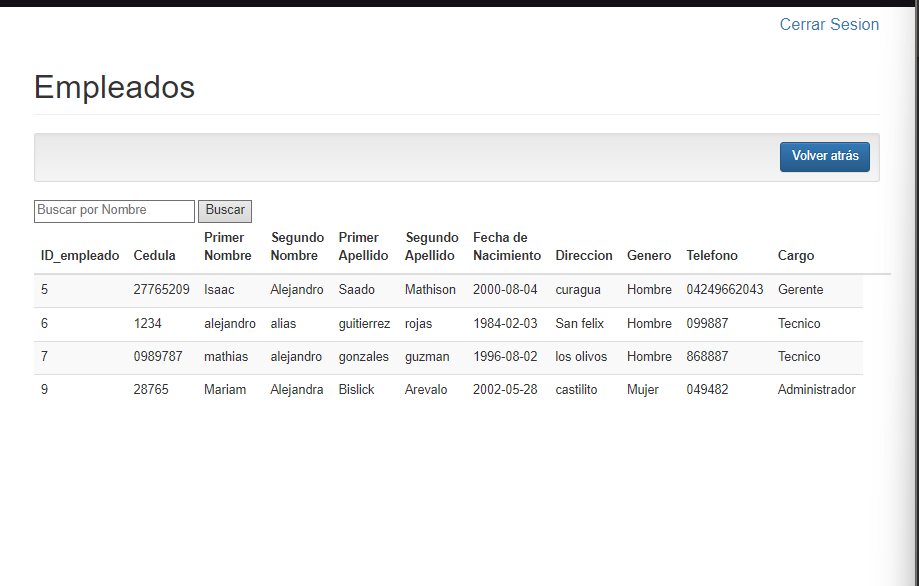 Cerrar Sesion
Empleados
Volver atrás
Buscar por Nombre Buscar
ID_empleado Cedula Primer Nombre Segundo Nombre Primer Apellido Segundo Apellido Fecha de Nacimiento Direccion Genero Telefono Cargo
5 27765209 Isaac Alejandro Saado Mathison 2000-08-04 curagua Hombre 04249662043 Gerente
6 1234 alejandro alias guitierrez rojas 1984-02-03 San felix Hombre 099887 Tecnico
7 0989787 mathias alejandro gonzales guzman 1996-08-02 los olivos Hombre 868887 Tecnico
9 28765 Mariam Alejandra Bislick Arevalo 2002-05-28 castilito Mujer 049482 Administrador